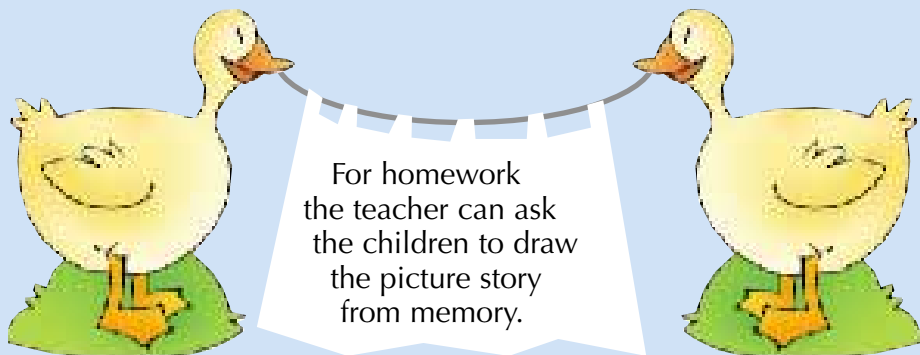 For homework
the teacher can ask
the children to draw
the picture story
from memory.